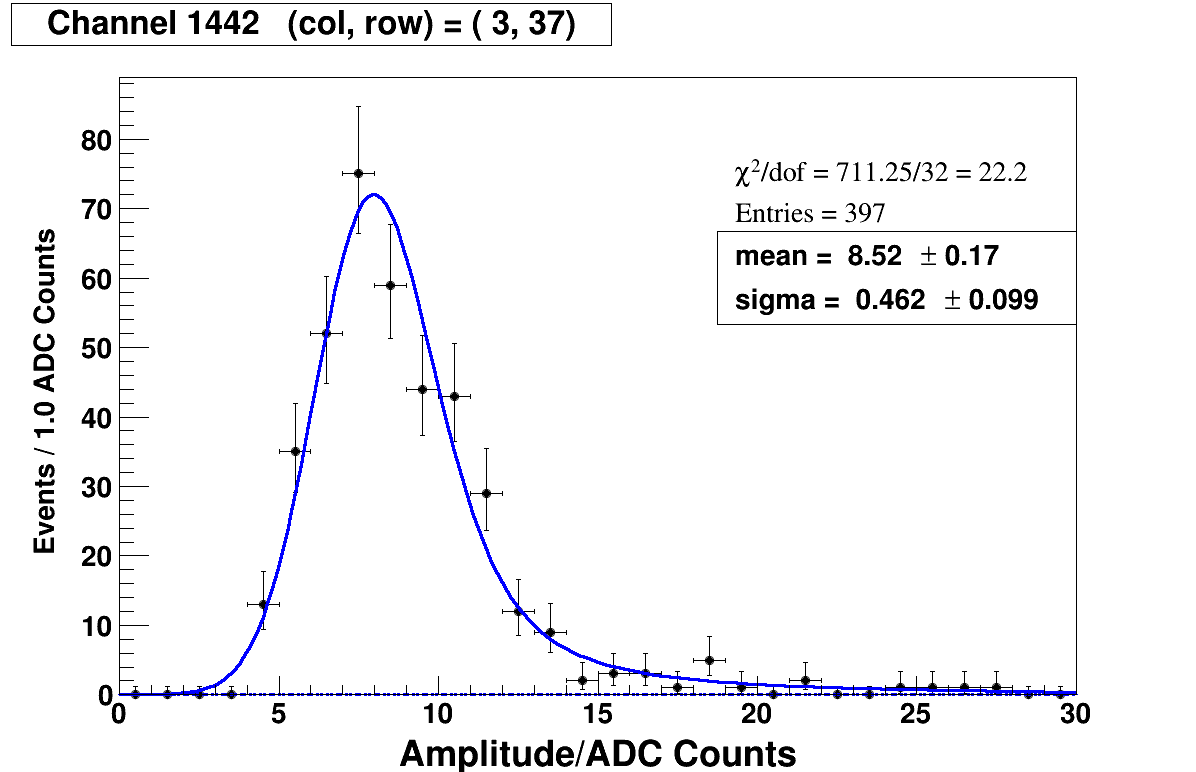 Channel 1442 (col, row) = ( 3, 37)
χ²/dof = 711.25/32 = 22.2
Entries = 397
mean = 8.52 ± 0.17
sigma = 0.462 ± 0.099
Events / 1.0 ADC Counts
80
70
60
50
40
30
20
10
0
0 5 10 15 20 25 30
Amplitude/ADC Counts